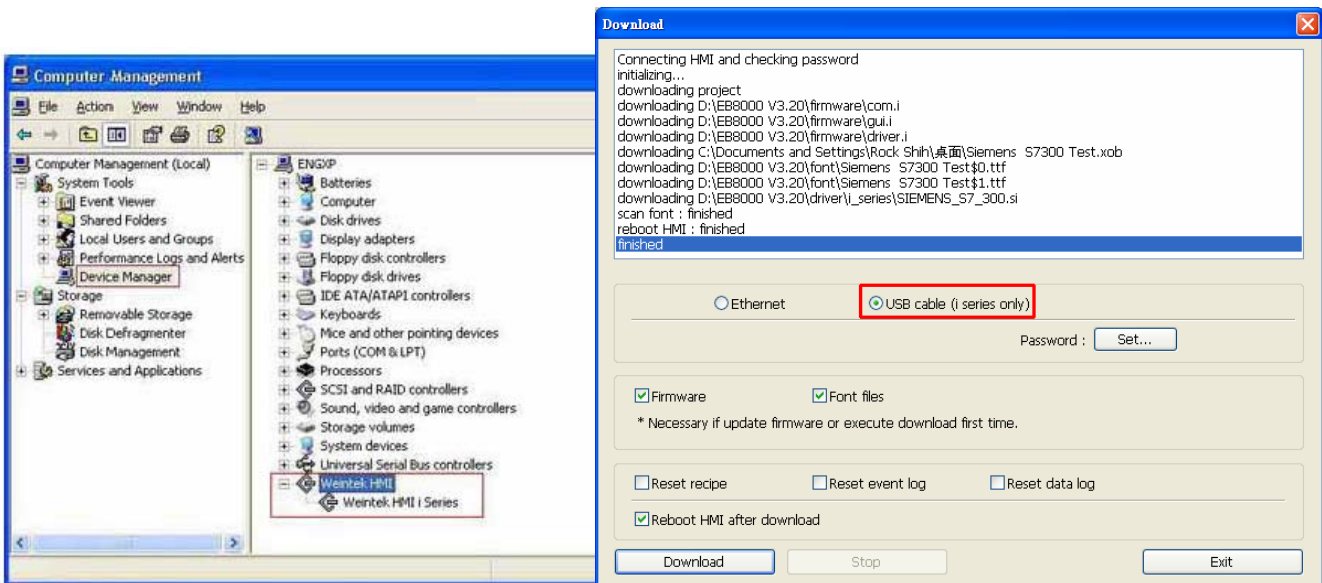 Computer Management
File Action View Window Help
Computer Management (Local)
System Tools
Event Viewer
Shared Folders
Local Users and Groups
Performance Logs and Alerts
Device Manager
Storage
Removable Storage
Disk Defragmenter
Disk Management
Services and Applications
ENGXP
Batteries
Computer
Disk drives
Display adapters
Floppy disk controllers
Floppy disk drives
IDE ATA/ATAPI controllers
Keyboards
Mice and other pointing devices
Ports (COM & LPT)
Processors
SCSI and RAID controllers
Sound, video and game controllers
Storage volumes
System devices
Universal Serial Bus controllers
Weintek HMI
Weintek HMI i Series
Download
Connecting HMI and checking password
initializing...
downloading project
downloading D:\EB8000 V3.20\firmware\com.i
downloading D:\EB8000 V3.20\firmware\gui.i
downloading D:\EB8000 V3.20\firmware\driver.i
downloading C:\Documents and Settings\Rock Shih\桌面\Siemens S7300 Test.xob
downloading D:\EB8000 V3.20\font\Siemens S7300 Test$0.ttf
downloading D:\EB8000 V3.20\font\Siemens S7300 Test$1.ttf
downloading D:\EB8000 V3.20\driver\i_series\SIEMENS_S7_300.si
scan font : finished
reboot HMI : finished
finished
Ethernet USB cable (i series only)
Password : Set...
Firmware Font files
* Necessary if update firmware or execute download first time.
Reset recipe Reset event log Reset data log
Reboot HMI after download
Download Stop Exit